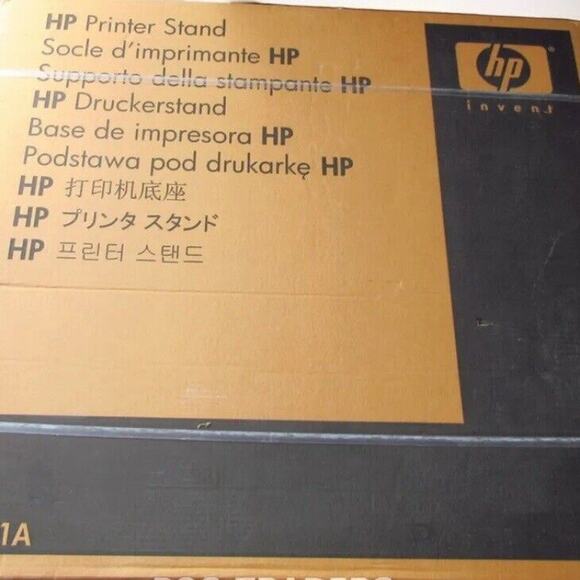 HP Printer Stand
Socle d'imprimante HP
Supporto della stampante HP
HP Druckerstand
Base de impresora HP
Podstawa pod drukarkę HP
HP 打印机底座
HP プリンタ スタンド
HP 프린터 스탠드
hp
invent
1A